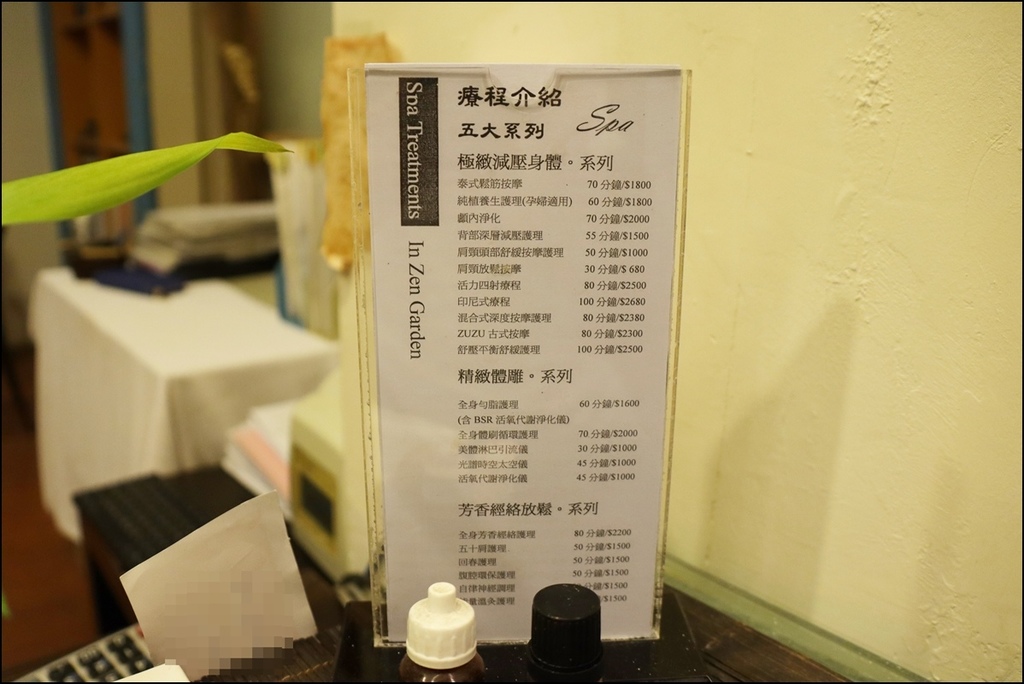 Spa Treatments In Zen Garden
療程介紹
五大系列 Spa
極緻減壓身體。系列
泰式鬆筋按摩 70 分鐘/$1800
純植養生護理(孕婦適用) 60 分鐘/$1800
顱內淨化 70 分鐘/$2000
背部深層減壓護理 55 分鐘/$1500
肩頸頭部舒緩按摩護理 50 分鐘/$1000
肩頸放鬆按摩 30 分鐘/$ 680
活力四射療程 80 分鐘/$2500
印尼式療程 100 分鐘/$2680
混合式深度按摩護理 80 分鐘/$2380
ZUZU 古式按摩 80 分鐘/$2300
舒壓平衡舒緩護理 100 分鐘/$2500
精緻體雕。系列
全身勻脂護理 60 分鐘/$1600
(含 BSR 活氧代謝淨化儀)
全身體刷循環護理 70 分鐘/$2000
美體淋巴引流儀 30 分鐘/$1000
光譜時空太空儀 45 分鐘/$1000
活氧代謝淨化儀 45 分鐘/$1000
芳香經絡放鬆。系列
全身芳香經絡護理 80 分鐘/$2200
五十肩護理 50 分鐘/$1500
回春護理 50 分鐘/$1500
腹腔環保護理 50 分鐘/$1500
自律神經調理 分鐘/$1500
量溫灸護理 $1500